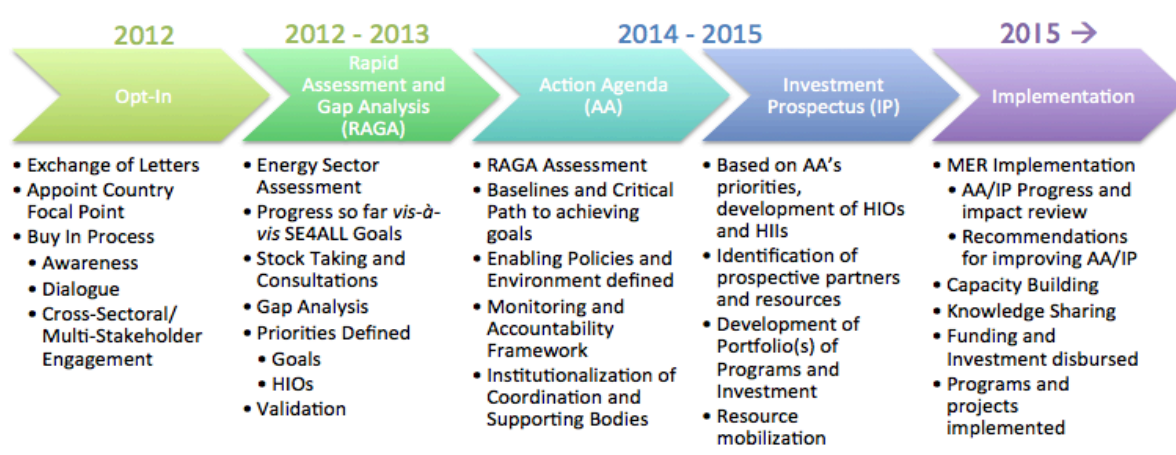 2012
2012 - 2013
2014 - 2015
2015 →
Opt-In
Rapid
Assessment and
Gap Analysis
(RAGA)
Action Agenda
(AA)
Investment
Prospectus (IP)
Implementation
• Exchange of Letters
• Appoint Country
Focal Point
• Buy In Process
• Awareness
• Dialogue
• Cross-Sectoral/
Multi-Stakeholder
Engagement
• Energy Sector
Assessment
• Progress so far vis-à-
vis SE4ALL Goals
• Stock Taking and
Consultations
• Gap Analysis
• Priorities Defined
• Goals
• HIOs
• Validation
• RAGA Assessment
• Baselines and Critical
Path to achieving
goals
• Enabling Policies and
Environment defined
• Monitoring and
Accountability
Framework
• Institutionalization of
Coordination and
Supporting Bodies
• Based on AA's
priorities,
development of HIOs
and HIIs
• Identification of
prospective partners
and resources
• Development of
Portfolio(s) of
Programs and
Investment
• Resource
mobilization
• MER Implementation
• AA/IP Progress and
impact review
• Recommendations
for improving AA/IP
• Capacity Building
• Knowledge Sharing
• Funding and
Investment disbursed
• Programs and
projects
implemented